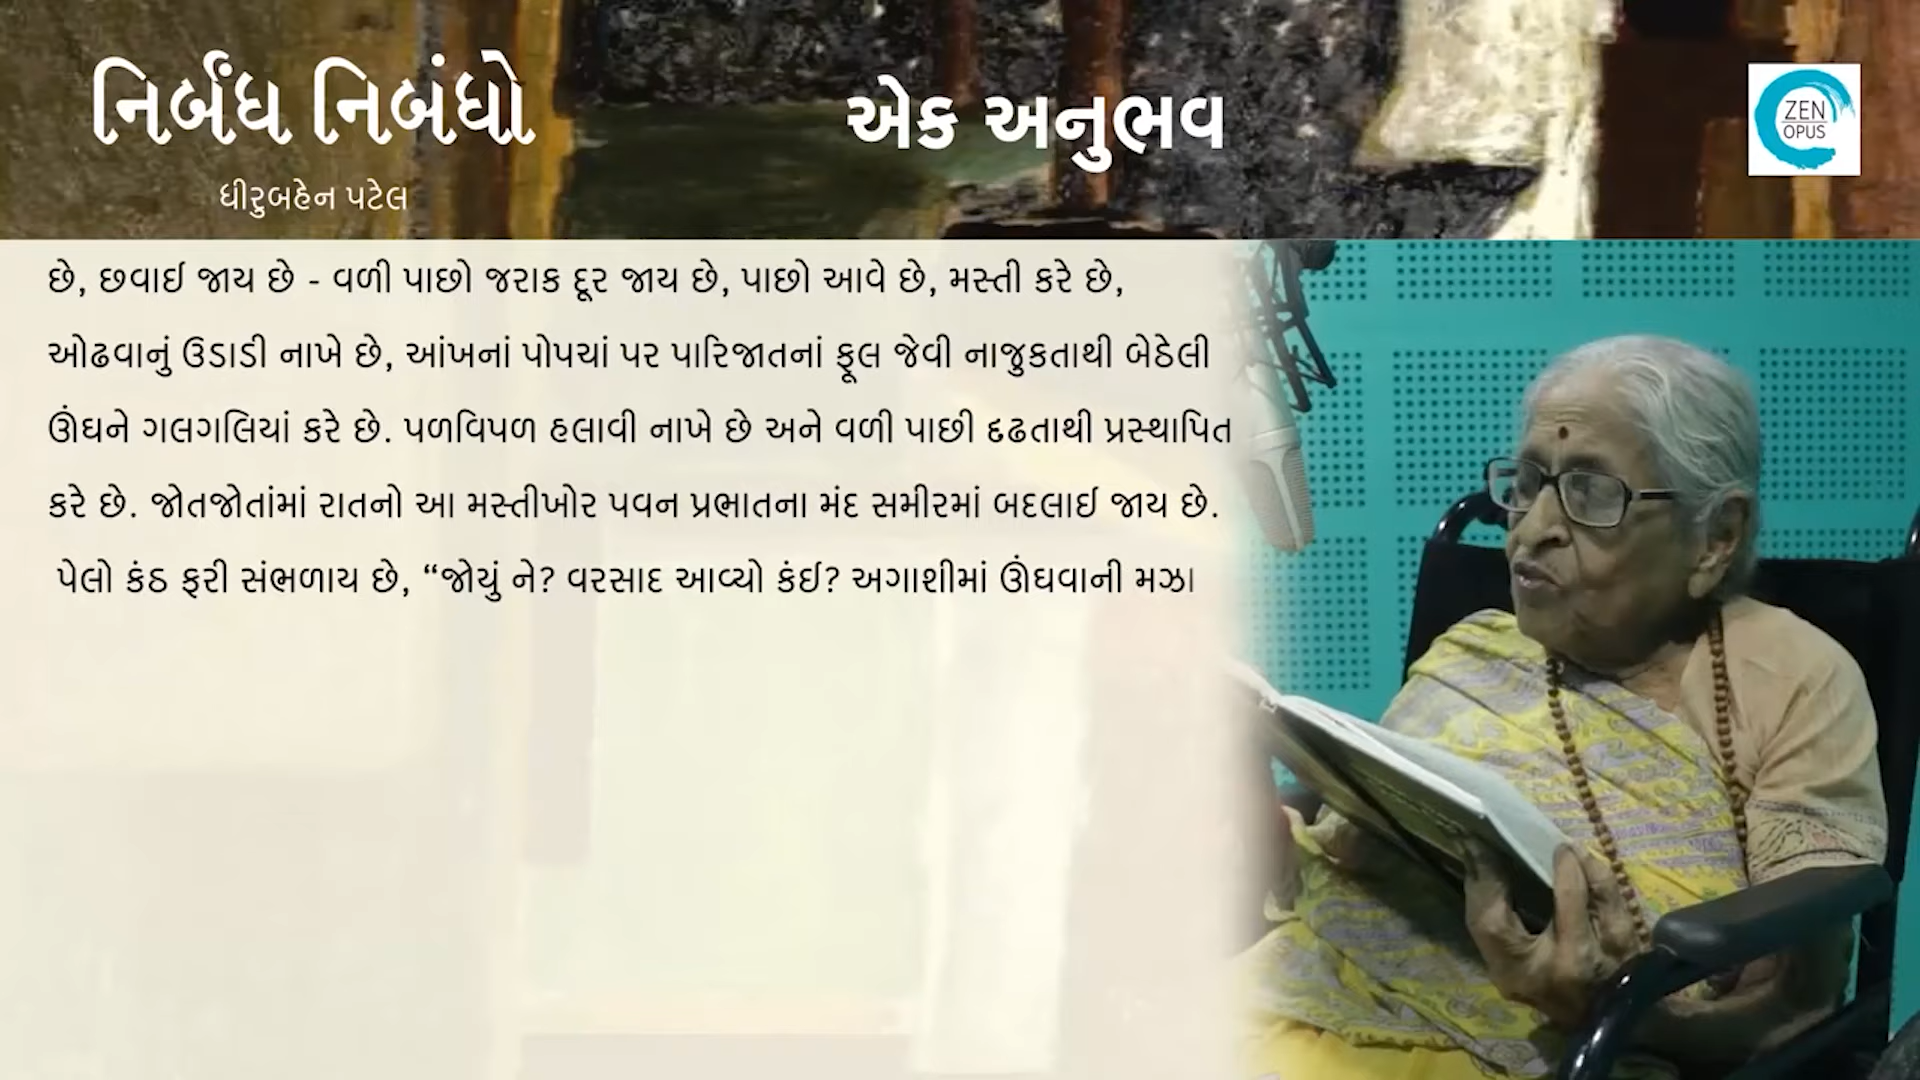 નિર્બંધ નિબંધો
ધીરુબહેન પટેલ
એક અનુભવ
ZEN
OPUS
છે, છવાઈ જાય છે - વળી પાછો જરાક દૂર જાય છે, પાછો આવે છે, મસ્તી કરે છે,
ઓઢવાનું ઉડાડી નાખે છે, આંખનાં પોપચાં પર પારિજાતનાં ફૂલ જેવી નાજુકતાથી બેઠેલી
ઊંઘને ગલગલિયાં કરે છે. પળવિપળ હલાવી નાખે છે અને વળી પાછી દઢતાથી પ્રસ્થાપિત
કરે છે. જોતજોતાંમાં રાતનો આ મસ્તીખોર પવન પ્રભાતના મંદ સમીરમાં બદલાઈ જાય છે.
પેલો કંઠ ફરી સંભળાય છે, “જોયું ને? વરસાદ આવ્યો કંઈ? અગાશીમાં ઊંઘવાની મઝા